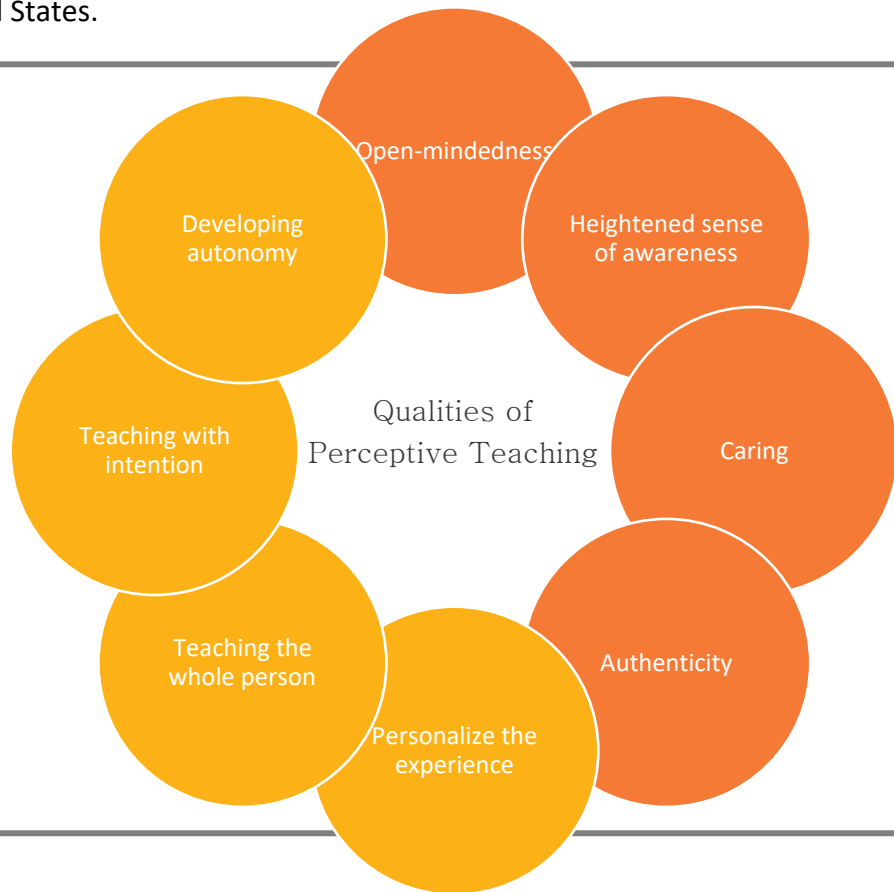 States.
Open-mindedness
Heightened sense
of awareness
Caring
Authenticity
Personalize the
experience
Teaching the
whole person
Teaching with
intention
Developing
autonomy
Qualities of
Perceptive Teaching